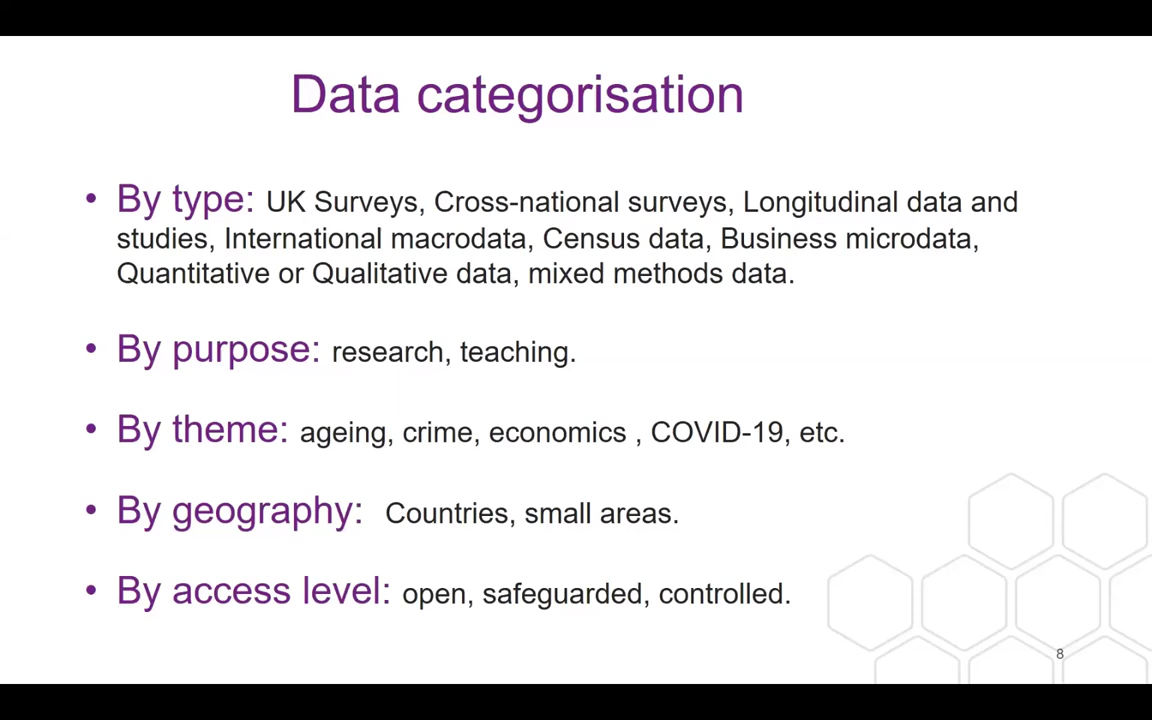 Data categorisation
• By type: UK Surveys, Cross-national surveys, Longitudinal data and
studies, International macrodata, Census data, Business microdata,
Quantitative or Qualitative data, mixed methods data.
• By purpose: research, teaching.
• By theme: ageing, crime, economics , COVID-19, etc.
• By geography: Countries, small areas.
• By access level: open, safeguarded, controlled.
8